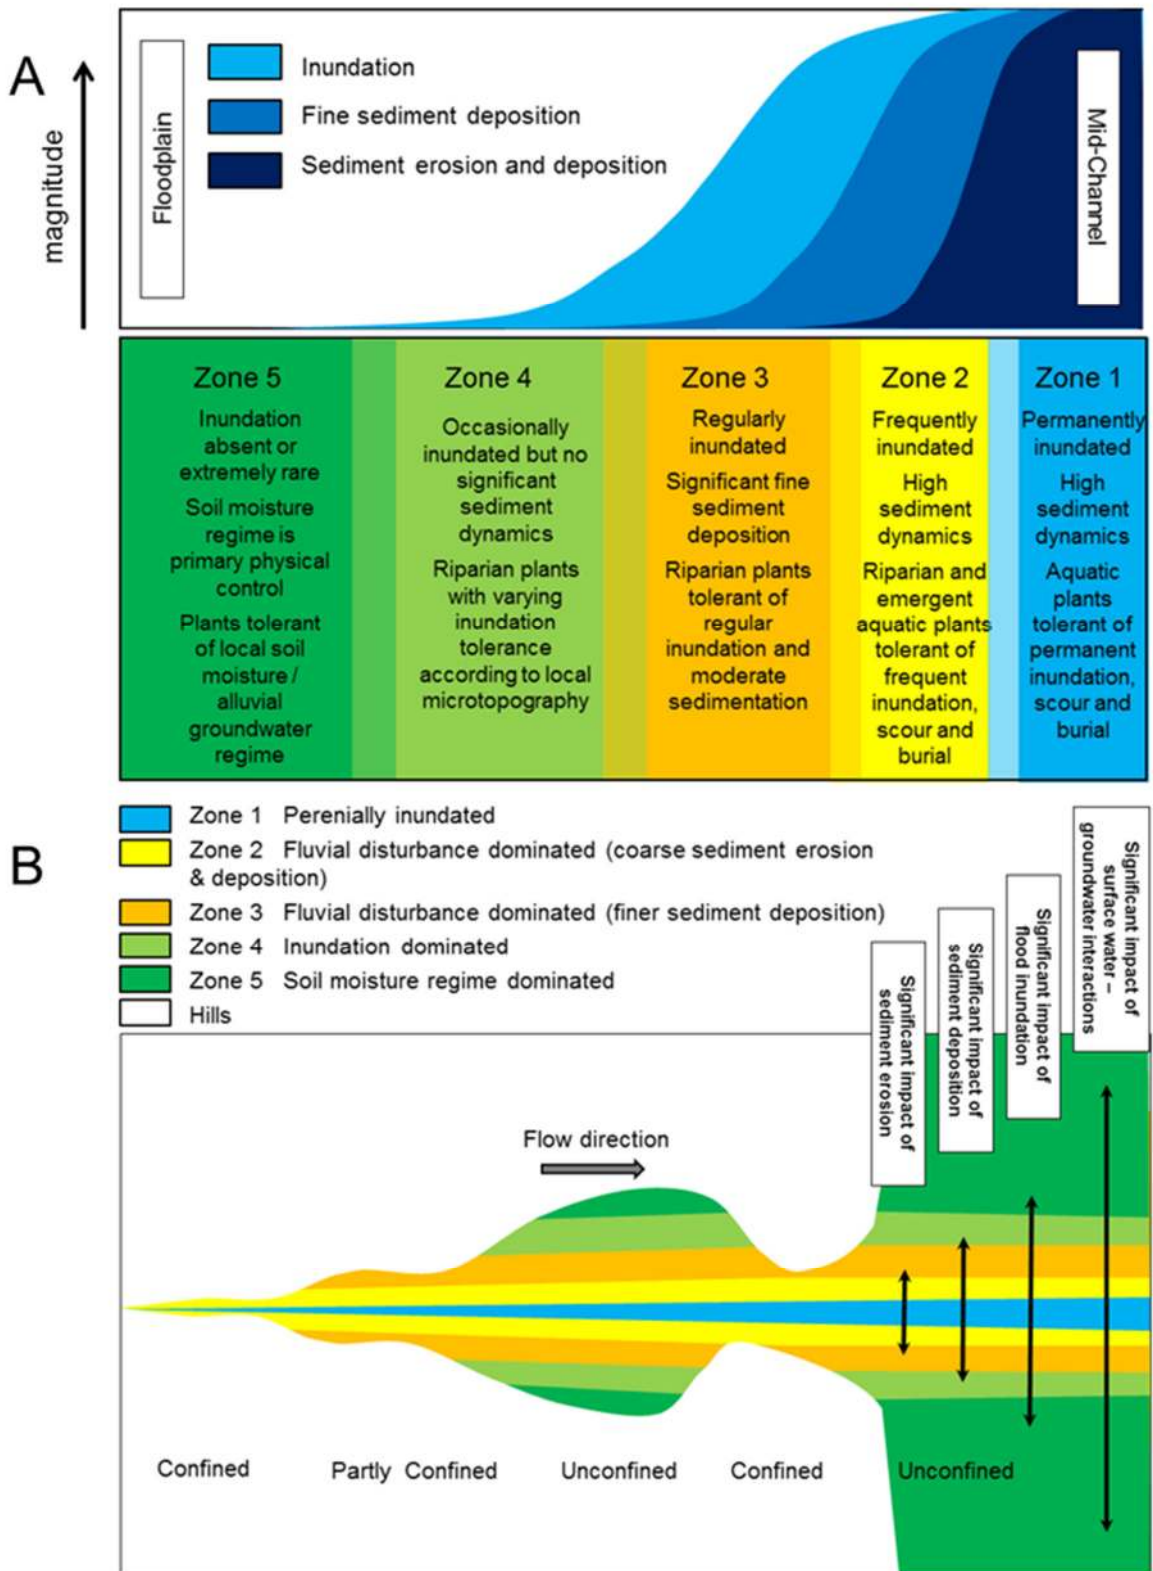 A
magnitude
Floodplain
Inundation
Fine sediment deposition
Sediment erosion and deposition
Mid-Channel
Zone 5
Inundation
absent or
extremely rare
Soil moisture
regime is
primary physical
control
Plants tolerant
of local soil
moisture /
alluvial
groundwater
regime
Zone 4
Occasionally
inundated but no
significant
sediment
dynamics
Riparian plants
with varying
inundation
tolerance
according to local
microtopography
Zone 3
Regularly
inundated
Significant fine
sediment
deposition
Riparian plants
tolerant of
regular
inundation and
moderate
sedimentation
Zone 2
Frequently
inundated
High
sediment
dynamics
Riparian and
emergent
aquatic plants
tolerant of
frequent
inundation,
scour and
burial
Zone 1
Permanently
inundated
High
sediment
dynamics
Aquatic
plants
tolerant of
permanent
inundation,
scour and
burial
B
Zone 1 Perenially inundated
Zone 2 Fluvial disturbance dominated (coarse sediment erosion
& deposition)
Zone 3 Fluvial disturbance dominated (finer sediment deposition)
Zone 4 Inundation dominated
Zone 5 Soil moisture regime dominated
Hills
Significant impact of
sediment erosion
Significant impact of
sediment deposition
Significant impact of
flood inundation
Significant impact of
surface water –
groundwater interactions
Flow direction
Confined
Partly Confined
Unconfined
Confined
Unconfined